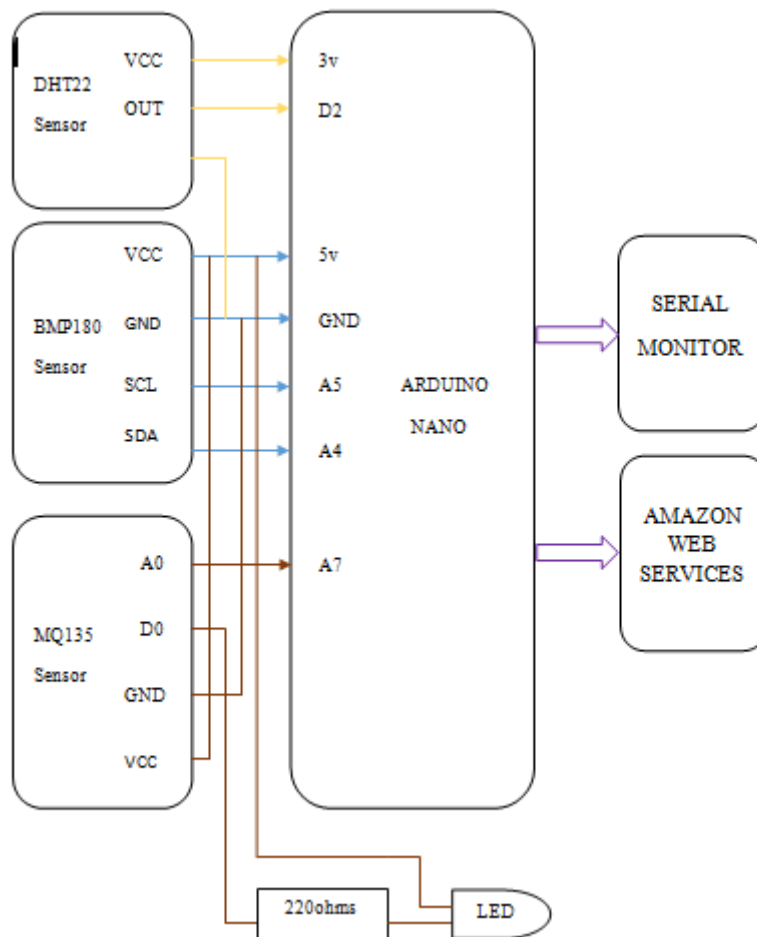 DHT22
Sensor
VCC
OUT
BMP180
Sensor
VCC
GND
SCL
SDA
MQ135
Sensor
A0
D0
GND
VCC
3v
D2
5v
GND
A5
A4
A7
ARDUINO
NANO
SERIAL
MONITOR
AMAZON
WEB
SERVICES
220ohms
LED